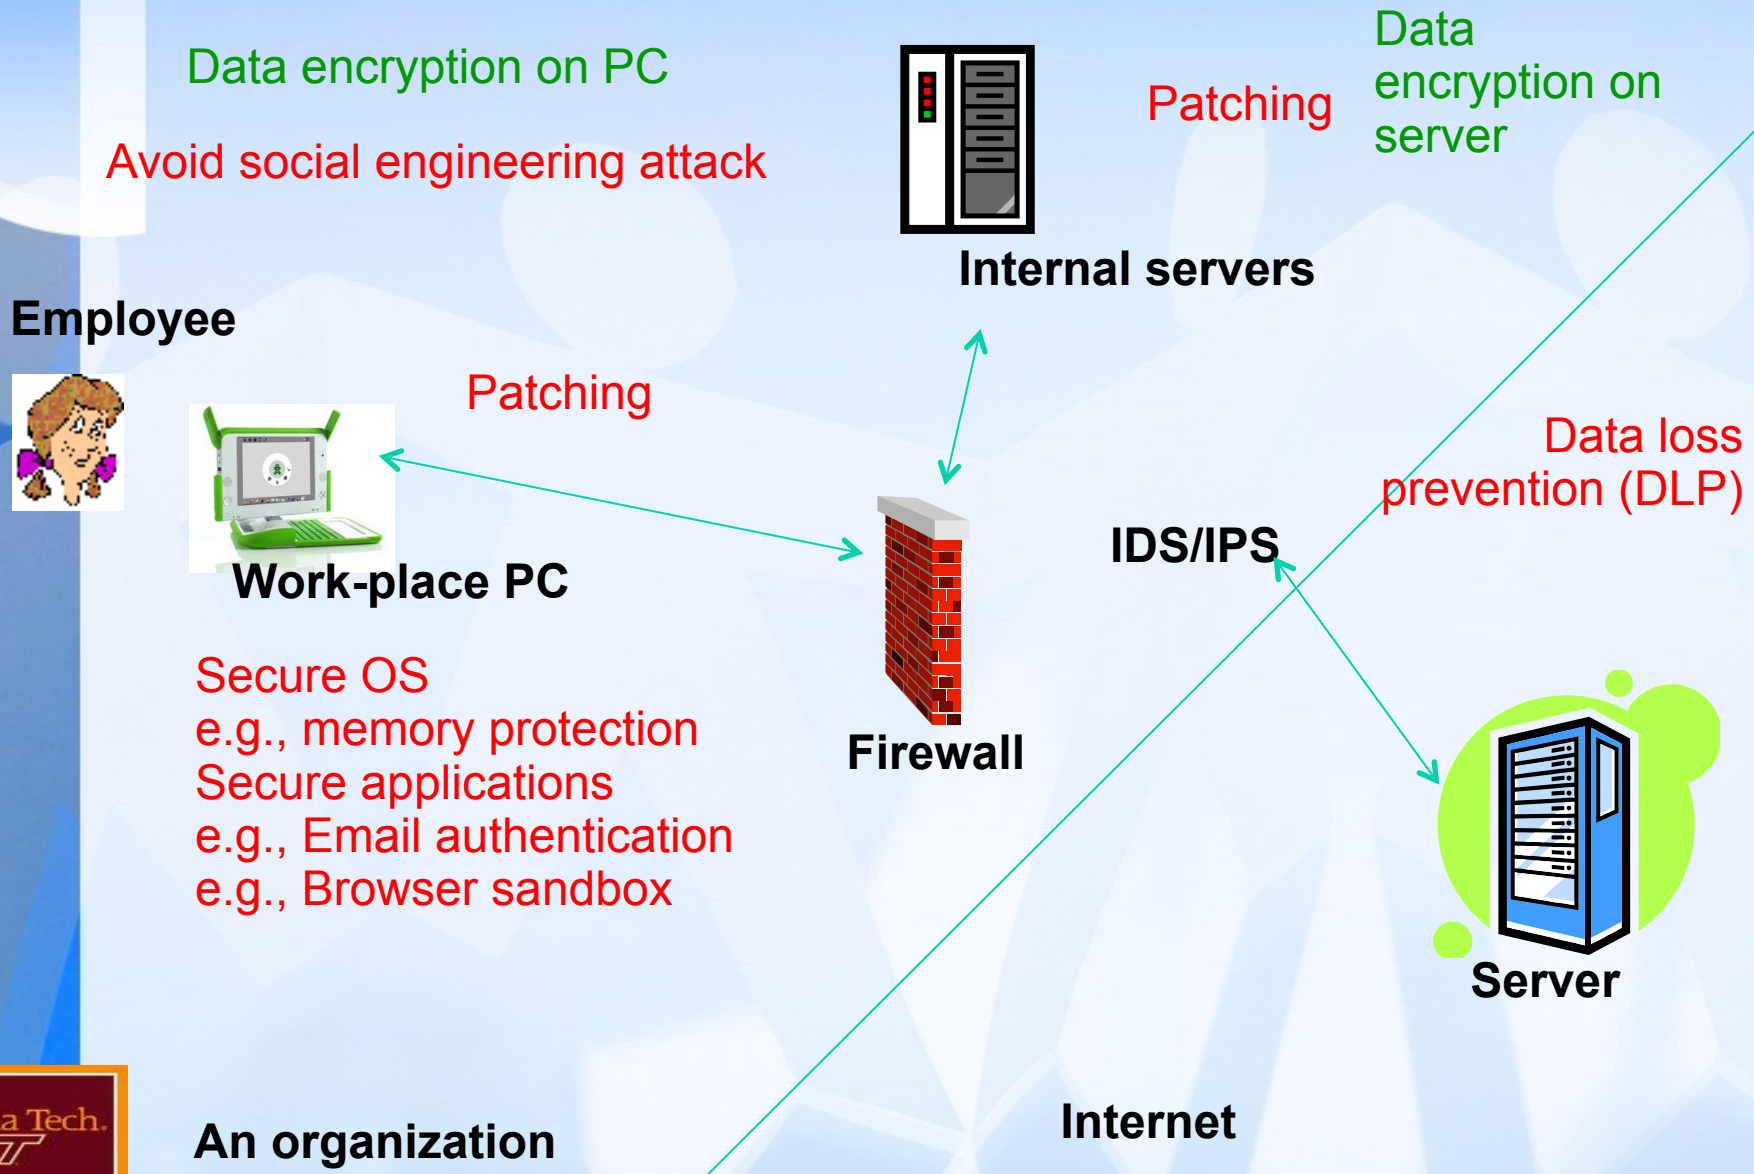 Data encryption on PC
Avoid social engineering attack
Patching
Data
encryption on
server
Internal servers
Employee
Patching
Work-place PC
Data loss
prevention (DLP)
IDS/IPS
Secure OS
e.g., memory protection
Secure applications
e.g., Email authentication
e.g., Browser sandbox
Firewall
Server
a Tech.
An organization
Internet